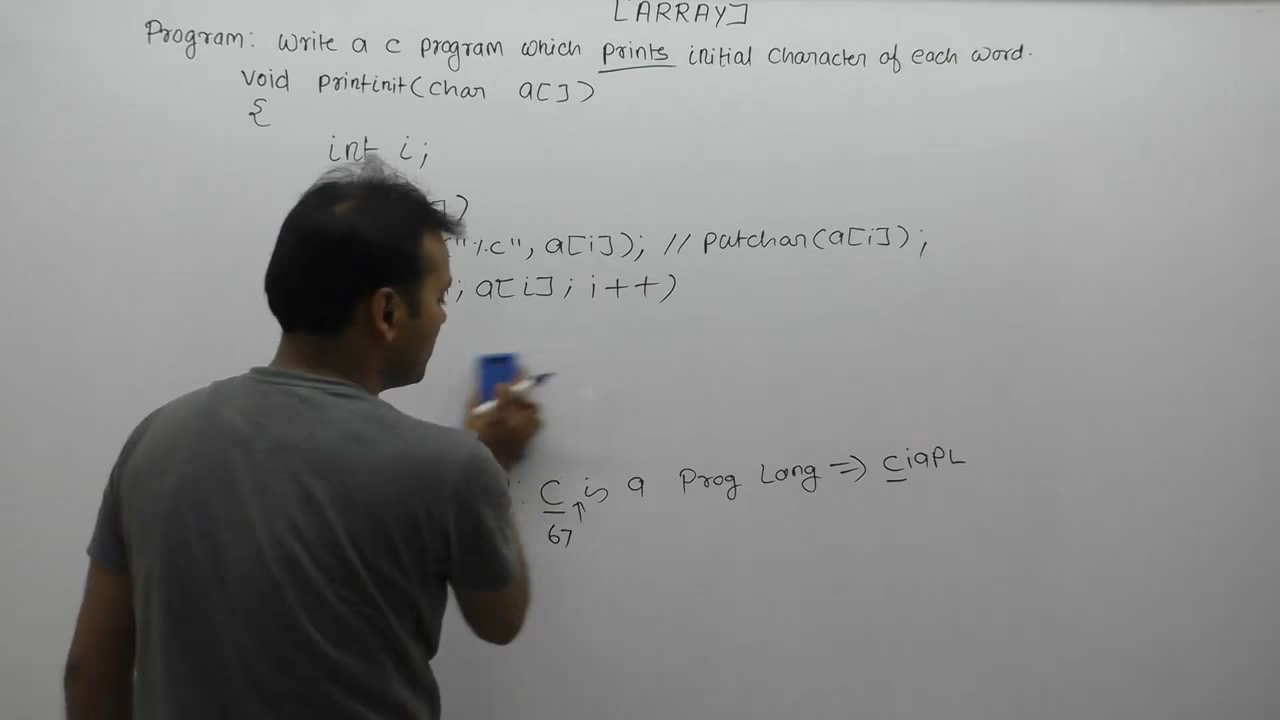 [ARRAY]
Program: Write a c program which prints initial character of each word.
void printinit(char a[])
{
int i;
])
"%c", a[i]); // putchar(a[i]);
; a[i]; i++)
C is a Prog Lang => CiaPL
67